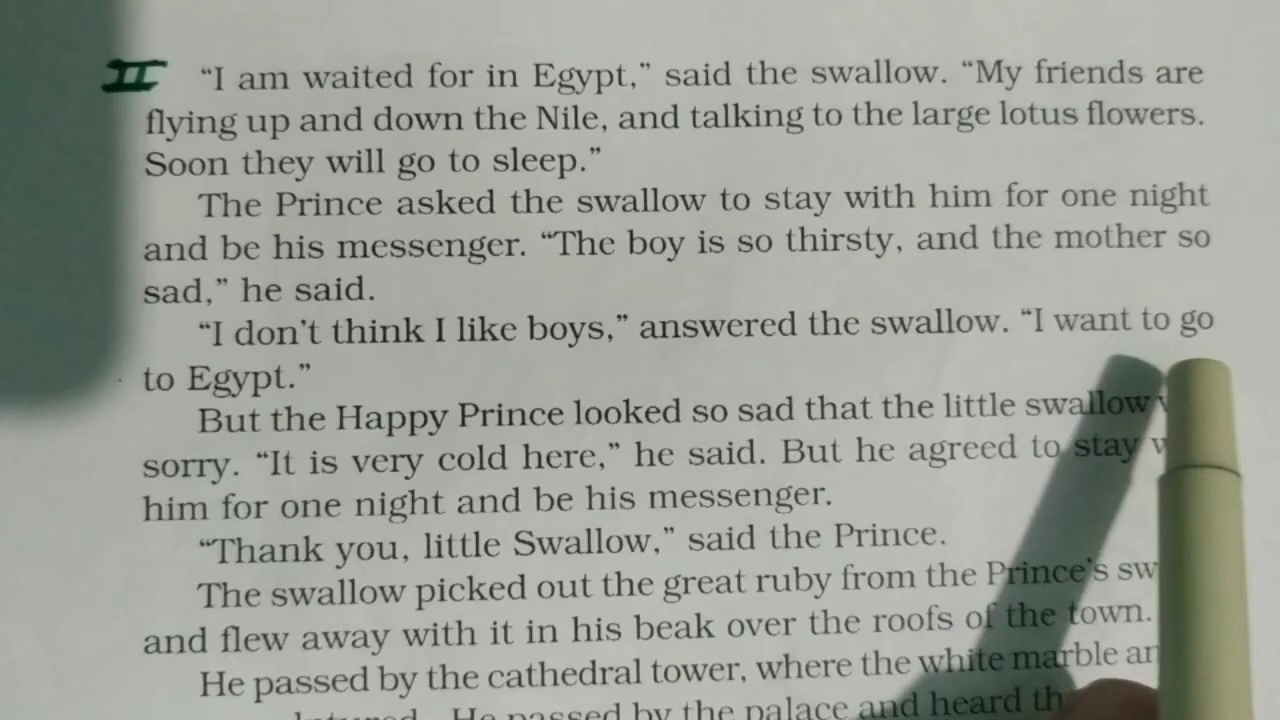 II "I am waited for in Egypt," said the swallow. "My friends are
flying up and down the Nile, and talking to the large lotus flowers.
Soon they will go to sleep."
The Prince asked the swallow to stay with him for one night
and be his messenger. "The boy is so thirsty, and the mother so
sad," he said.
"I don't think I like boys," answered the swallow. "I want to go
to Egypt."
But the Happy Prince looked so sad that the little swallow
sorry. "It is very cold here," he said. But he agreed to stay
him for one night and be his messenger.
"Thank you, little Swallow," said the Prince.
The swallow picked out the great ruby from the Prince's
and flew away with it in his beak over the roofs of the town.
He passed by the cathedral tower, where the white marble
He passed by the palace and heard